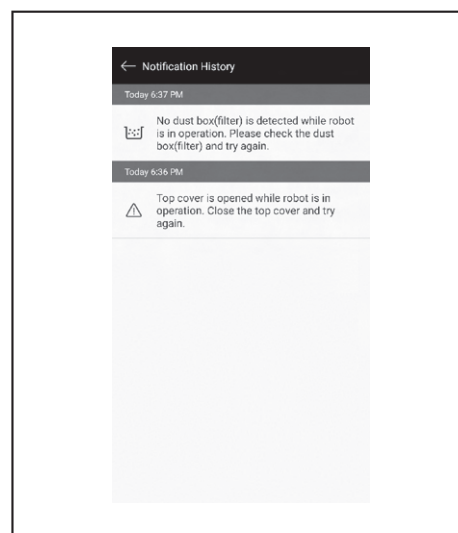 ← Notification History
Today 6:37 PM
No dust box(filter) is detected while robot
is in operation. Please check the dust
box(filter) and try again.
Today 6:36 PM
Top cover is opened while robot is in
operation. Close the top cover and try
again.